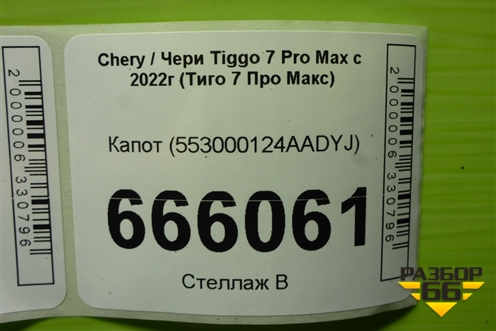 Chery / Чери Tiggo 7 Pro Max с
2022г (Тиго 7 Про Макс)
Капот (553000124AADYJ)
666061
Стеллаж В
2000006330796
2000006330796
РАЗБОР
66